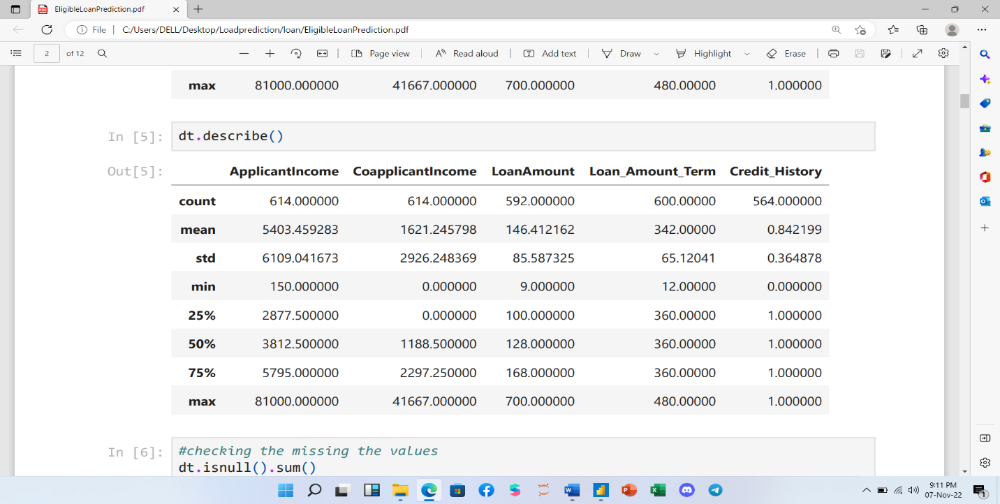 EligibleLoanPrediction.pdf
File C:/Users/DELL/Desktop/Loadprediction/loan/EligibleLoanPrediction.pdf
2 of 12 Page view Read aloud Add text Draw Highlight Erase
max 81000.000000 41667.000000 700.000000 480.00000 1.000000
In [5]: dt.describe()
Out[5]: ApplicantIncome CoapplicantIncome LoanAmount Loan_Amount_Term Credit_History
count 614.000000 614.000000 592.000000 600.00000 564.000000
mean 5403.459283 1621.245798 146.412162 342.00000 0.842199
std 6109.041673 2926.248369 85.587325 65.12041 0.364878
min 150.000000 0.000000 9.000000 12.00000 0.000000
25% 2877.500000 0.000000 100.000000 360.00000 1.000000
50% 3812.500000 1188.500000 128.000000 360.00000 1.000000
75% 5795.000000 2297.250000 168.000000 360.00000 1.000000
max 81000.000000 41667.000000 700.000000 480.00000 1.000000
In [6]: #checking the missing the values
dt.isnull().sum()
9:11 PM
07-Nov-22
1